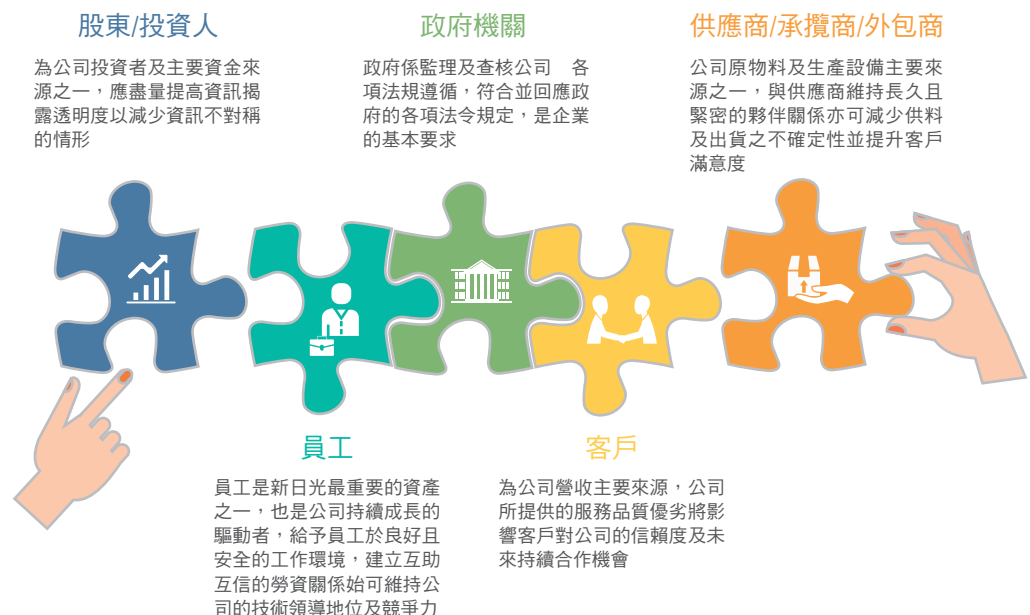 股東/投資人
為公司投資者及主要資金來
源之一，應盡量提高資訊揭
露透明度以減少資訊不對稱
的情形
政府機關
政府係監理及查核公司　各
項法規遵循，符合並回應政
府的各項法令規定，是企業
的基本要求
供應商/承攬商/外包商
公司原物料及生產設備主要來
源之一，與供應商維持長久且
緊密的夥伴關係亦可減少供料
及出貨之不確定性並提升客戶
滿意度
員工
員工是新日光最重要的資產
之一，也是公司持續成長的
驅動者，給予員工於良好且
安全的工作環境，建立互助
互信的勞資關係始可維持公
司的技術領導地位及競爭力
客戶
為公司營收主要來源，公司
所提供的服務品質優劣將影
響客戶對公司的信賴度及未
來持續合作機會